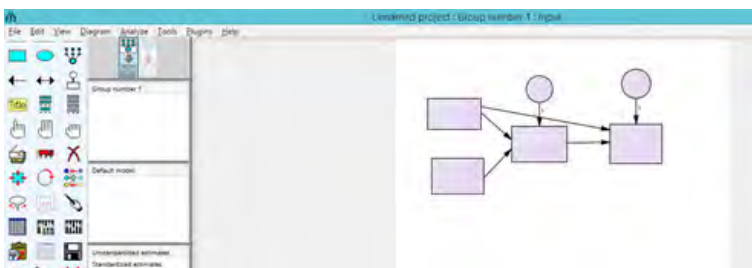 Unnamed project : Group number 1 : Input
File Edit View Diagram Analyze Tools Plugins Help
Title
Group number 1
Default model
Unstandardized estimates
Standardized estimates